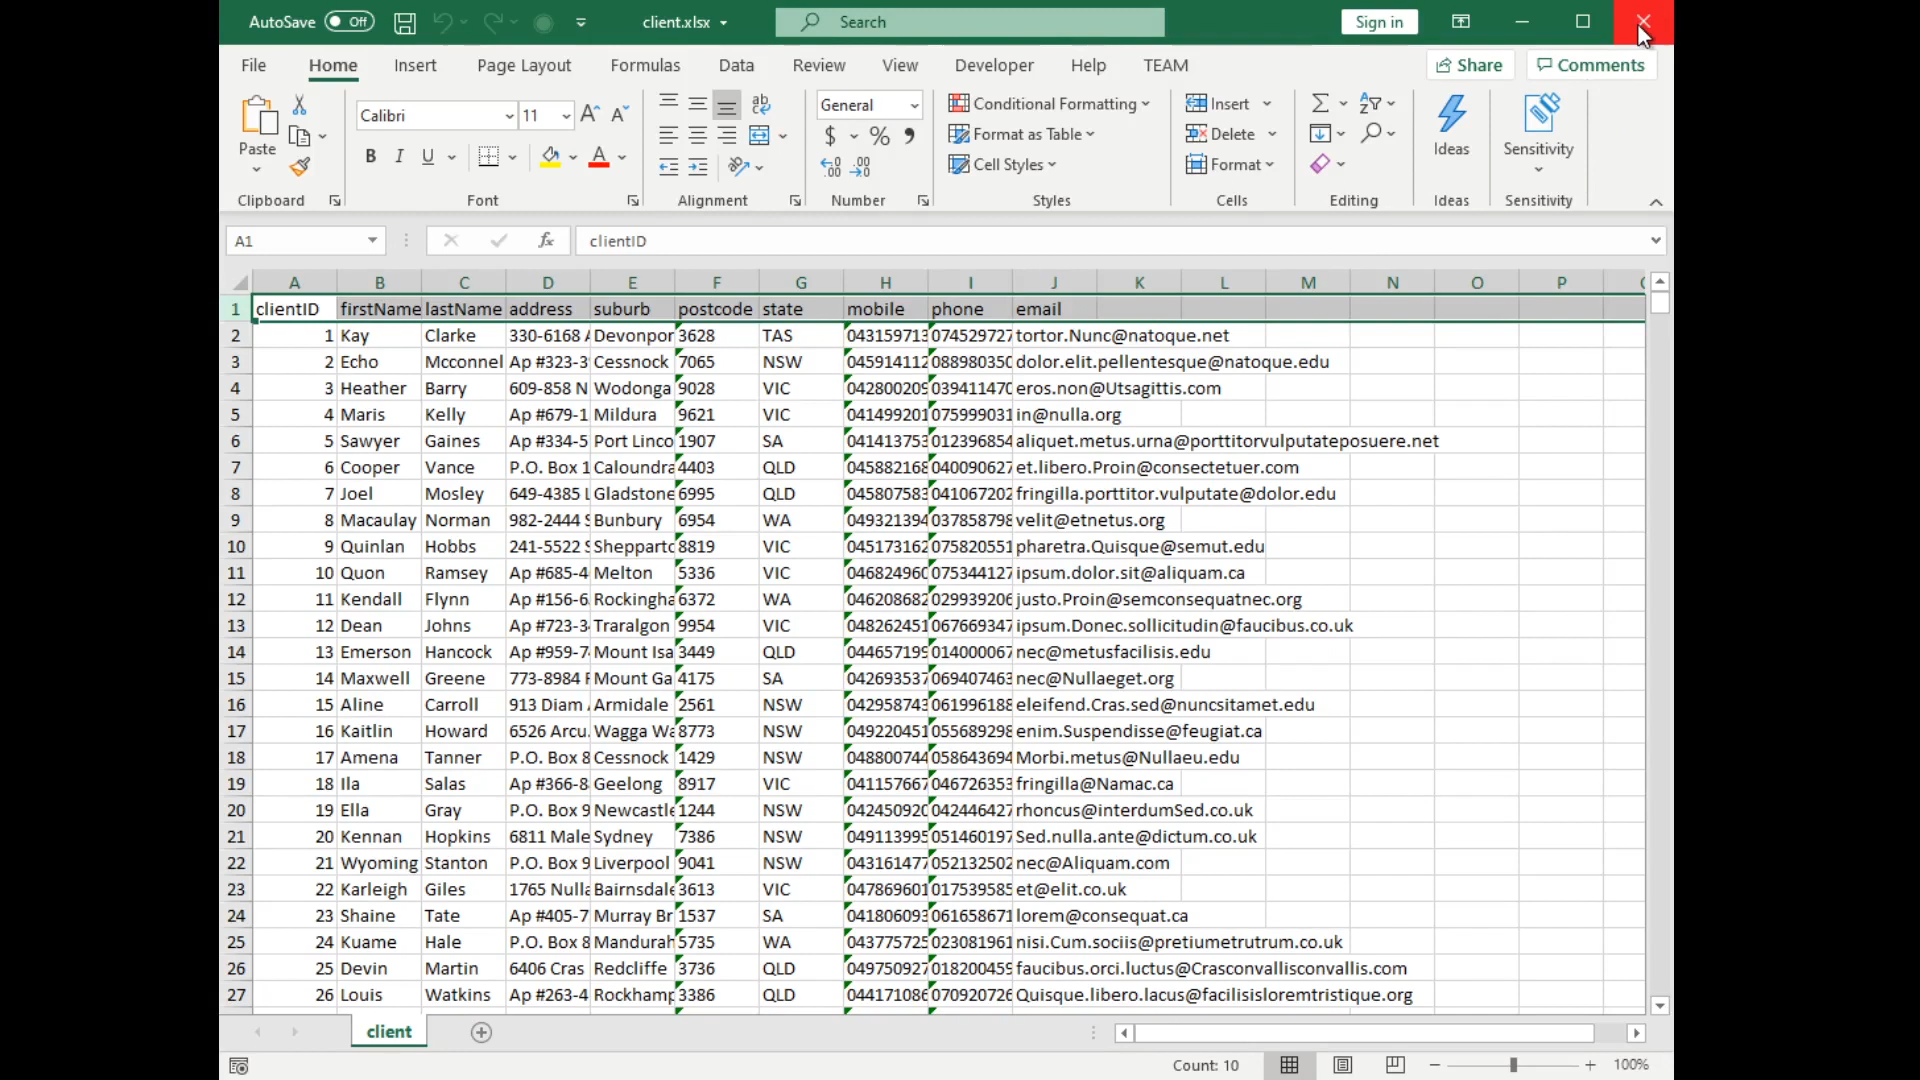 AutoSave Off client.xlsx Search Sign in
File Home Insert Page Layout Formulas Data Review View Developer Help TEAM Share Comments
Calibri 11 General Conditional Formatting Insert
Paste $ % Format as Table Delete Ideas Sensitivity
B I U A Cell Styles Format
Clipboard Font Alignment Number Styles Cells Editing Ideas Sensitivity
A1 fx clientID
A B C D E F G H I J K L M N O P
1 clientID firstName lastName address suburb postcode state mobile phone email
2 1 Kay Clarke 330-6168 Devonpor 3628 TAS 043159713 074529727 tortor.Nunc@natoque.net
3 2 Echo Mcconnel Ap #323-3 Cessnock 7065 NSW 045914112 088980350 dolor.elit.pellentesque@natoque.edu
4 3 Heather Barry 609-858 N Wodonga 9028 VIC 042800209 039411470 eros.non@Utsagittis.com
5 4 Maris Kelly Ap #679-1 Mildura 9621 VIC 041499201 075999031 in@nulla.org
6 5 Sawyer Gaines Ap #334-5 Port Linco 1907 SA 041413753 012396854 aliquet.metus.urna@porttitorvulputateposuere.net
7 6 Cooper Vance P.O. Box 1 Caloundra 4403 QLD 045882168 040090627 et.libero.Proin@consectetuer.com
8 7 Joel Mosley 649-4385 Gladstone 6995 QLD 045807583 041067202 fringilla.porttitor.vulputate@dolor.edu
9 8 Macaulay Norman 982-2444 Bunbury 6954 WA 049321394 037858798 velit@etnetus.org
10 9 Quinlan Hobbs 241-5522 Shepparto 8819 VIC 045173162 075820551 pharetra.Quisque@semut.edu
11 10 Quon Ramsey Ap #685-4 Melton 5336 VIC 046824960 075344127 ipsum.dolor.sit@aliquam.ca
12 11 Kendall Flynn Ap #156-6 Rockingha 6372 WA 046208682 029939206 justo.Proin@semconsequatnec.org
13 12 Dean Johns Ap #723-3 Traralgon 9954 VIC 048262451 067669347 ipsum.Donec.sollicitudin@faucibus.co.uk
14 13 Emerson Hancock Ap #959-7 Mount Isa 3449 QLD 044657199 014000067 nec@metusfacilisis.edu
15 14 Maxwell Greene 773-8984 Mount Ga 4175 SA 042693537 069407463 nec@Nullaeget.org
16 15 Aline Carroll 913 Diam Armidale 2561 NSW 042958743 061996188 eleifend.Cras.sed@nuncsitamet.edu
17 16 Kaitlin Howard 6526 Arcu. Wagga Wa 8773 NSW 049220451 055689298 enim.Suspendisse@feugiat.ca
18 17 Amena Tanner P.O. Box 8 Cessnock 1429 NSW 048800744 058643694 Morbi.metus@Nullaeu.edu
19 18 Ila Salas Ap #366-8 Geelong 8917 VIC 041157667 046726353 fringilla@Namac.ca
20 19 Ella Gray P.O. Box 9 Newcastle 1244 NSW 042450920 042446427 rhoncus@interdumSed.co.uk
21 20 Kennan Hopkins 6811 Male Sydney 7386 NSW 049113995 051460197 Sed.nulla.ante@dictum.co.uk
22 21 Wyoming Stanton P.O. Box 9 Liverpool 9041 NSW 043161477 052132502 nec@Aliquam.com
23 22 Karleigh Giles 1765 Nulla Bairnsdale 3613 VIC 047869601 017539585 et@elit.co.uk
24 23 Shaine Tate Ap #405-7 Murray Br 1537 SA 041806093 061658671 lorem@consequat.ca
25 24 Kuame Hale P.O. Box 8 Mandurah 5735 WA 043775725 023081961 nisi.Cum.sociis@pretiumetrutrum.co.uk
26 25 Devin Martin 6406 Cras Redcliffe 3736 QLD 049750927 018200459 faucibus.orci.luctus@Crasconvallisconvallis.com
27 26 Louis Watkins Ap #263-4 Rockhamp 3386 QLD 044171086 070920726 Quisque.libero.lacus@facilisisloremtristique.org
client
Count: 10 100%